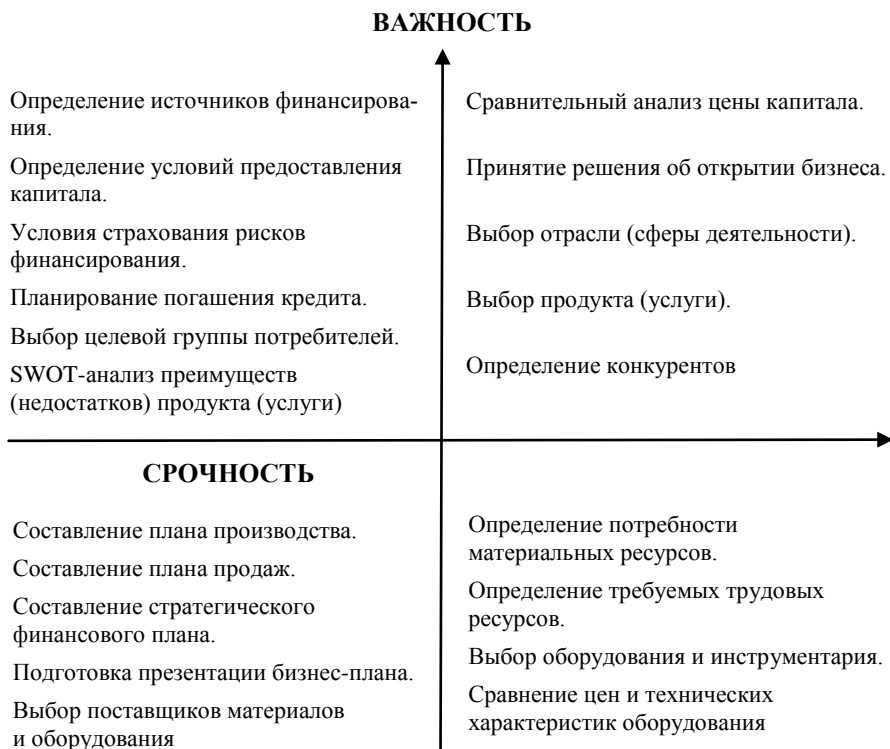 ВАЖНОСТЬ
Определение источников финансирова-
ния.
Определение условий предоставления
капитала.
Условия страхования рисков
финансирования.
Планирование погашения кредита.
Выбор целевой группы потребителей.
SWOT-анализ преимуществ
(недостатков) продукта (услуги)
Сравнительный анализ цены капитала.
Принятие решения об открытии бизнеса.
Выбор отрасли (сферы деятельности).
Выбор продукта (услуги).
Определение конкурентов
СРОЧНОСТЬ
Составление плана производства.
Составление плана продаж.
Составление стратегического
финансового плана.
Подготовка презентации бизнес-плана.
Выбор поставщиков материалов
и оборудования
Определение потребности
материальных ресурсов.
Определение требуемых трудовых
ресурсов.
Выбор оборудования и инструментария.
Сравнение цен и технических
характеристик оборудования